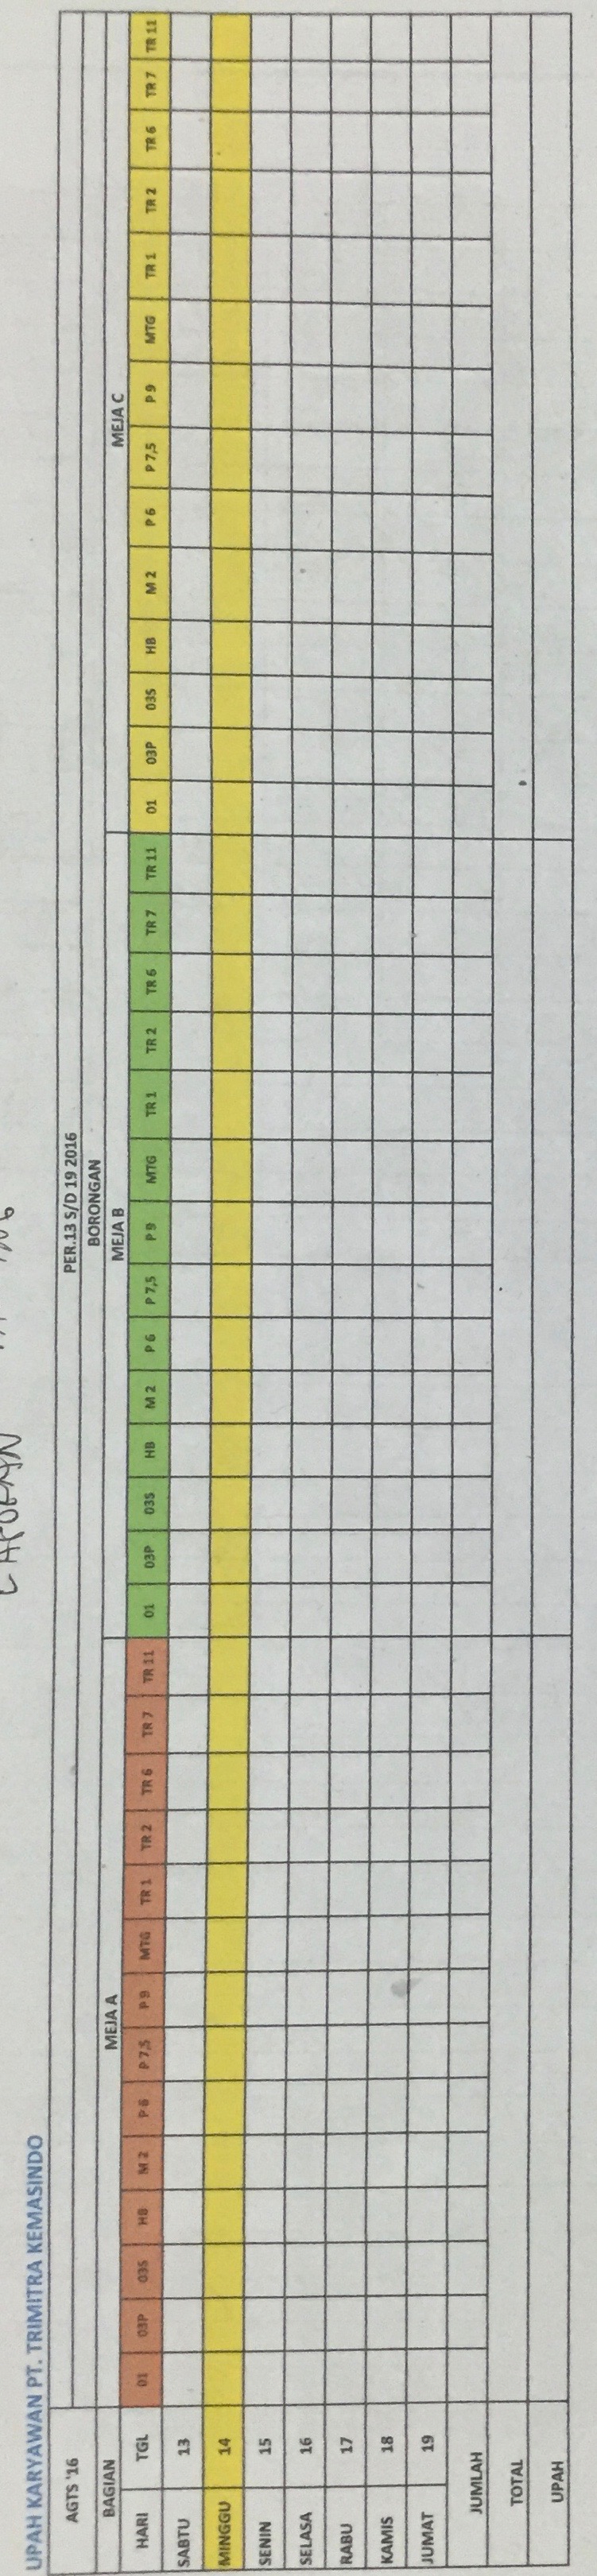 LAPORAN
UPAH KARYAWAN PT. TRIMITRA KEMASINDO
AGTS '16 PER.13 S/D 19 2016
BAGIAN BORONGAN
MEJA A MEJA B MEJA C
HARI TGL 01 03P 03S HB M 2 P 6 P 7,5 P 9 MTG TR 1 TR 2 TR 6 TR 7 TR 11 01 03P 03S HB M 2 P 6 P 7,5 P 9 MTG TR 1 TR 2 TR 6 TR 7 TR 11 01 03P 03S HB M 2 P 6 P 7,5 P 9 MTG TR 1 TR 2 TR 6 TR 7 TR 11
SABTU 13
MINGGU 14
SENIN 15
SELASA 16
RABU 17
KAMIS 18
JUMAT 19
JUMLAH
TOTAL
UPAH